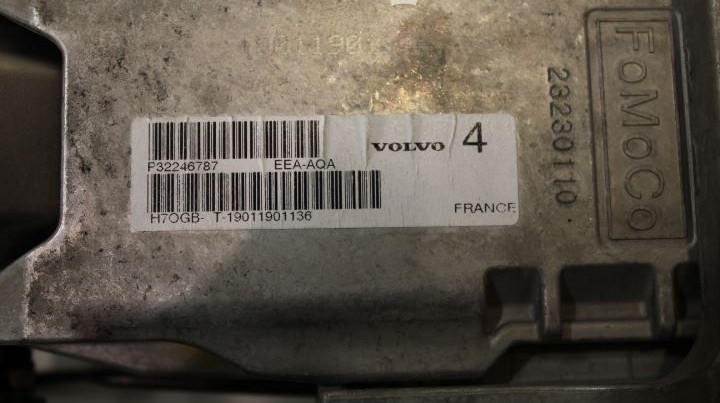 P32246787 EEA-AQA VOLVO 4
H7OGB- T-19011901136 FRANCE
23230110
FoMoCo